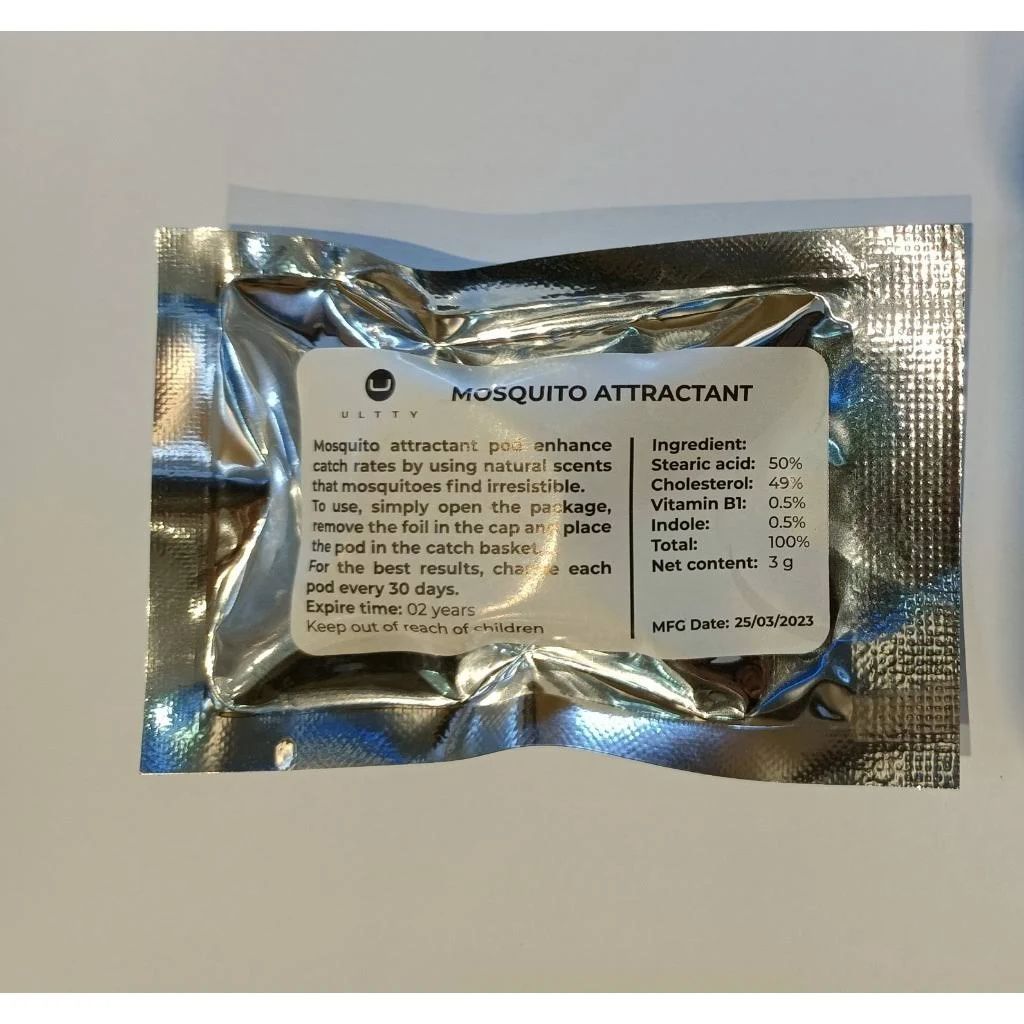 ULTTY
MOSQUITO ATTRACTANT
Mosquito attractant pod enhance
catch rates by using natural scents
that mosquitoes find irresistible.
To use, simply open the package,
remove the foil in the cap and place
the pod in the catch basket.
For the best results, change each
pod every 30 days.
Expire time: 02 years
Keep out of reach of children
Ingredient:
Stearic acid: 50%
Cholesterol: 49%
Vitamin B1: 0.5%
Indole: 0.5%
Total: 100%
Net content: 3 g
MFG Date: 25/03/2023